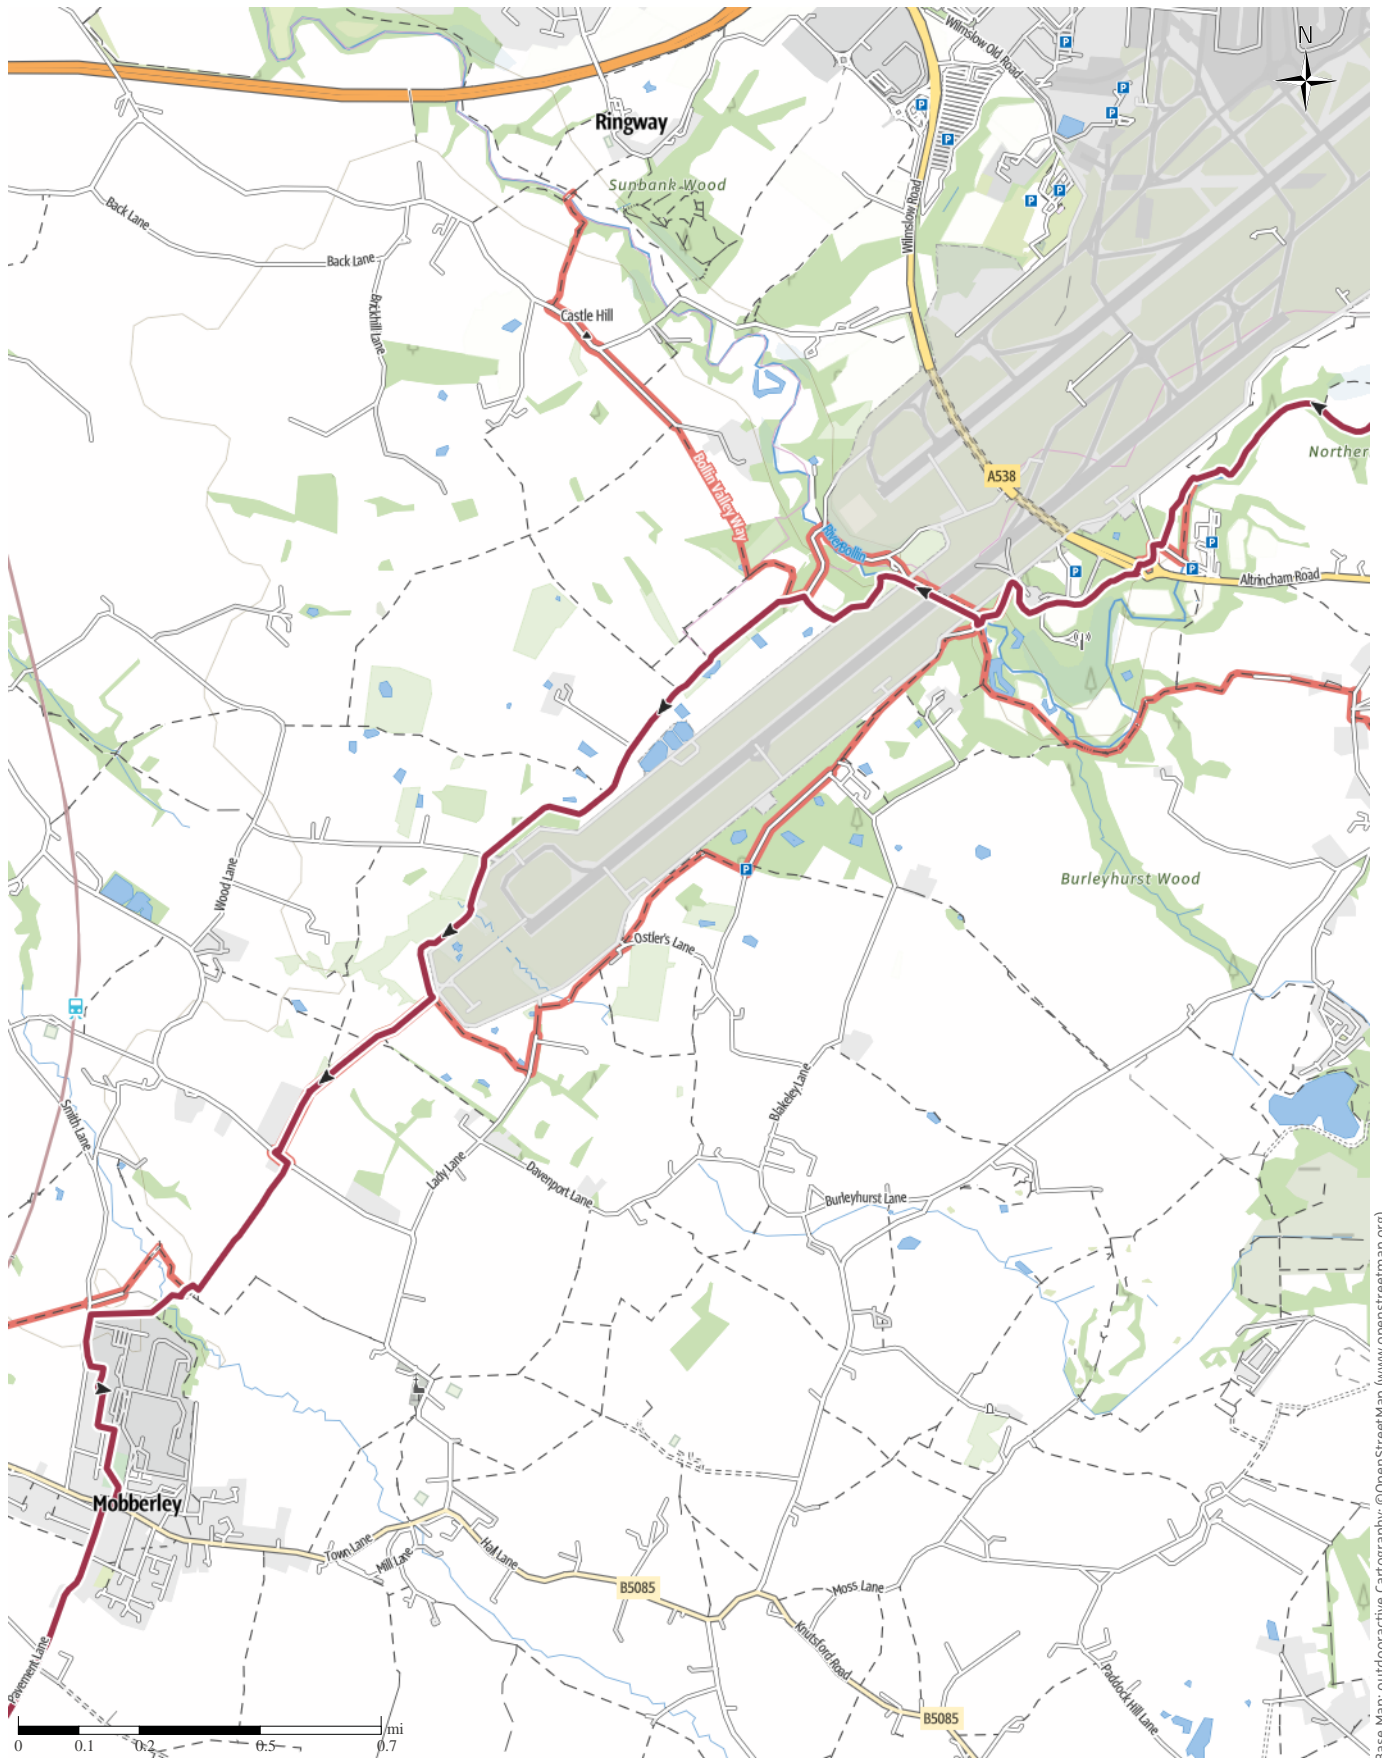 Wilmslow Old Road
N
P
P
P
P
Ringway
P
Sunbank Wood
P
P
Back Lane
Wilmslow Road
Back Lane
Brickhill Lane
Castle Hill
Bollin Valley Way
A538
Norther
River Bollin
P
P
P
Altrincham Road
P
Burleyhurst Wood
Wood Lane
Ostler's Lane
Smith Lane
Blakeley Lane
Lady Lane
Davenport Lane
Burleyhurst Lane
Mobberley
Town Lane
Mill Lane
Hall Lane
B5085
Moss Lane
Knutsford Road
Pavement Lane
Paddock Hill Lane
B5085
mi
0 0.1 0.2 0.5 0.7
Base Map: outdooractive Cartography; ©OpenStreetMap (www.openstreetmap.org)